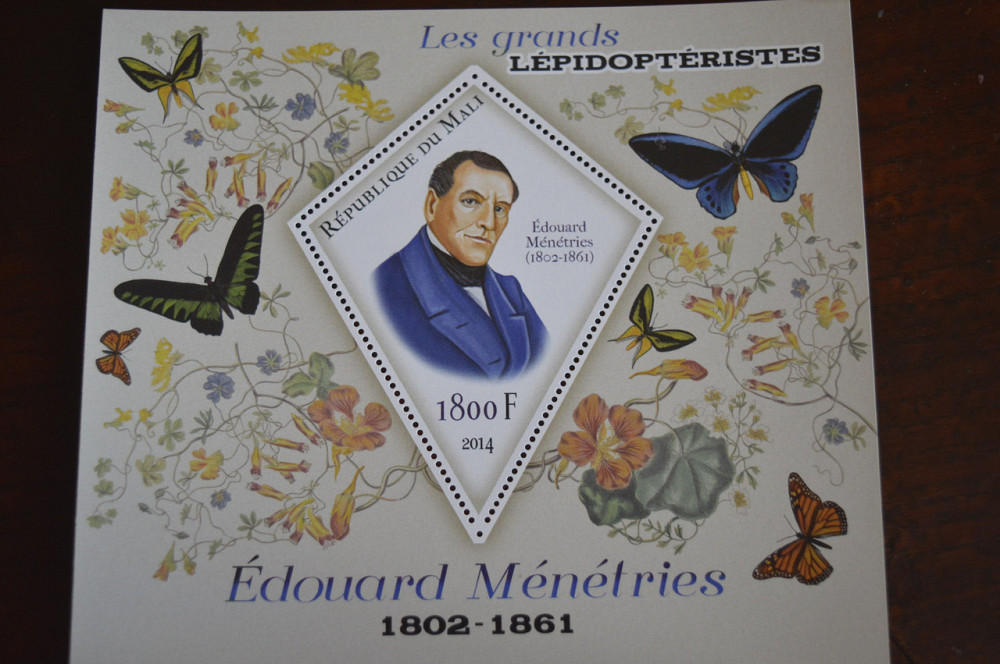 Les grands
LÉPIDOPTÉRISTES
RÉPUBLIQUE DU MALI
Édouard
Ménétries
(1802-1861)
1800 F
2014
Édouard Ménétries
1802-1861